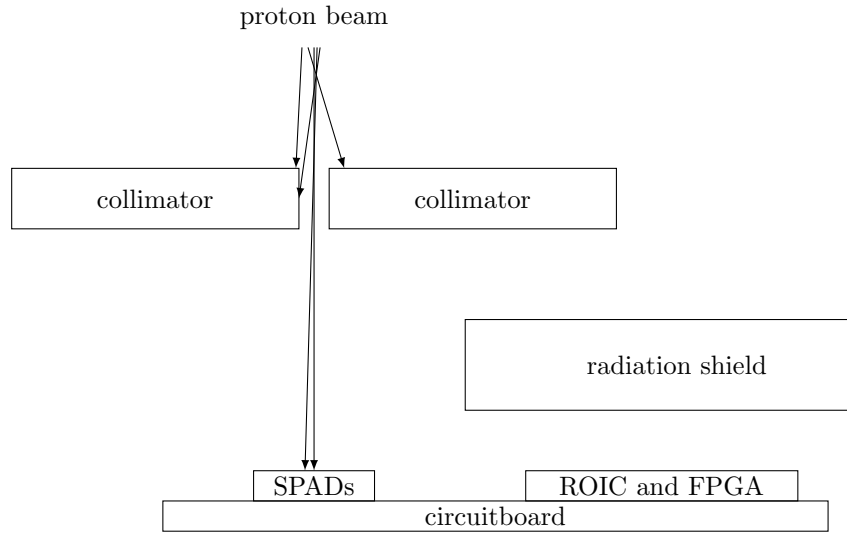 proton beam
collimator
collimator
radiation shield
SPADs
ROIC and FPGA
circuitboard